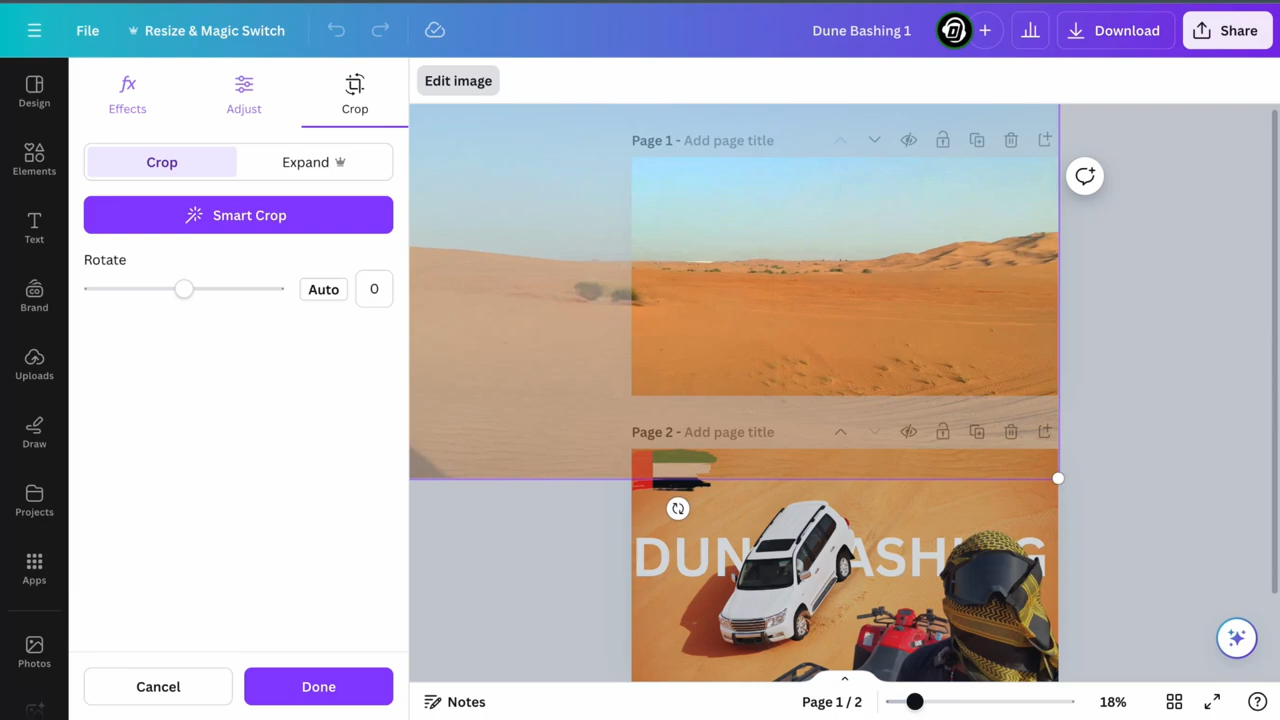 File
Resize & Magic Switch
Dune Bashing 1
Download
Share
Design
Elements
Text
Brand
Uploads
Draw
Projects
Apps
Photos
Effects
Adjust
Crop
Crop
Expand
Smart Crop
Rotate
Auto
0
Cancel
Done
Edit image
Page 1 - Add page title
Page 2 - Add page title
Notes
Page 1 / 2
18%